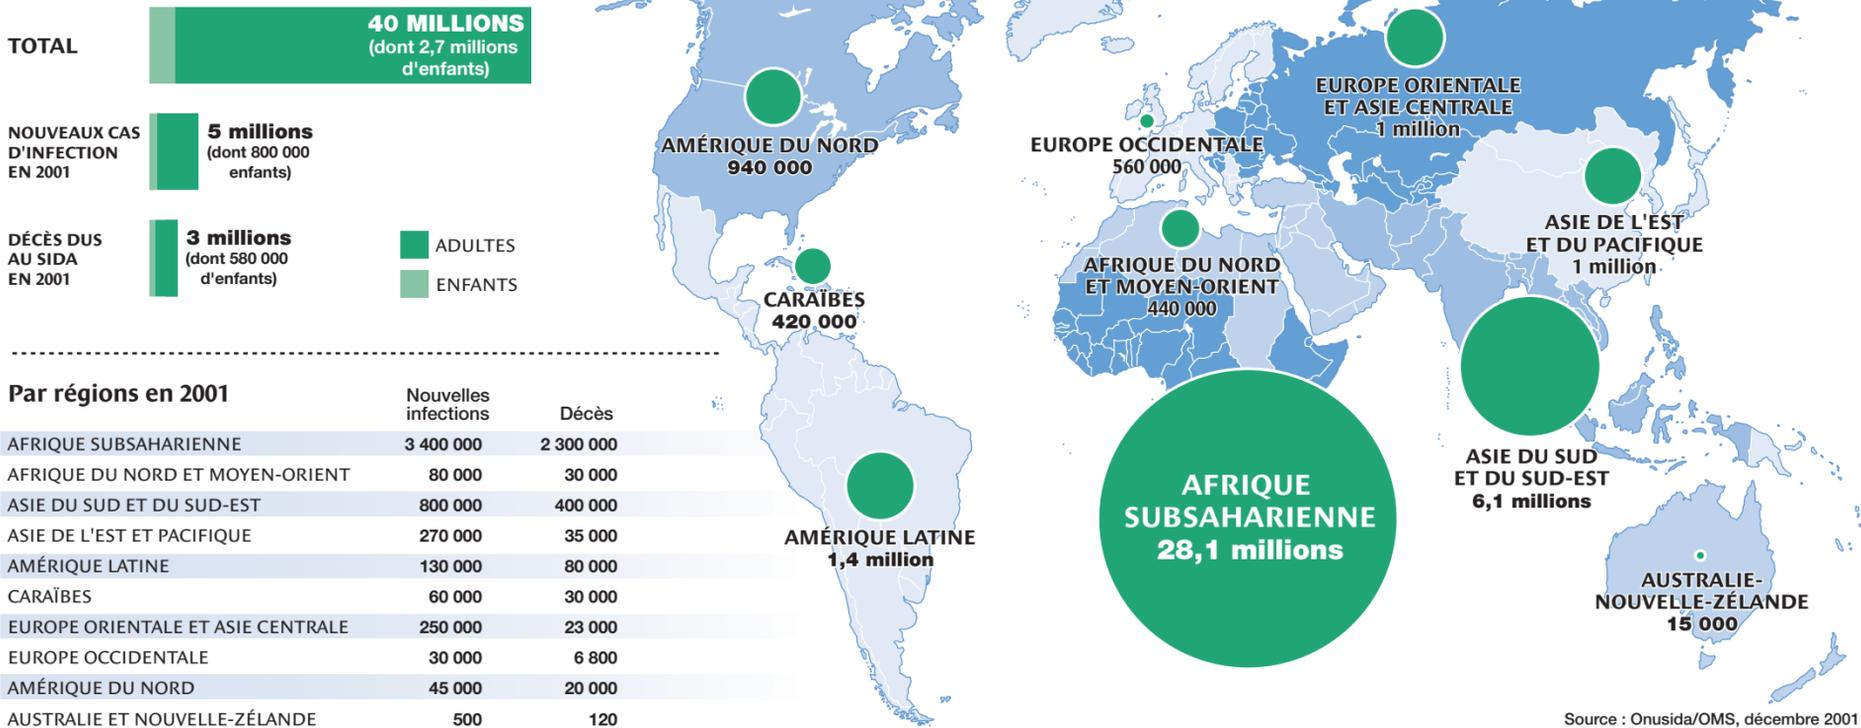 TOTAL
40 MILLIONS
(dont 2,7 millions
d'enfants)
NOUVEAUX CAS
D'INFECTION
EN 2001
5 millions
(dont 800 000
enfants)
DÉCÈS DUS
AU SIDA
EN 2001
3 millions
(dont 580 000
d'enfants)
ADULTES
ENFANTS
Par régions en 2001
Nouvelles
infections
Décès
AFRIQUE SUBSAHARIENNE 3 400 000 2 300 000
AFRIQUE DU NORD ET MOYEN-ORIENT 80 000 30 000
ASIE DU SUD ET DU SUD-EST 800 000 400 000
ASIE DE L'EST ET PACIFIQUE 270 000 35 000
AMÉRIQUE LATINE 130 000 80 000
CARAÏBES 60 000 30 000
EUROPE ORIENTALE ET ASIE CENTRALE 250 000 23 000
EUROPE OCCIDENTALE 30 000 6 800
AMÉRIQUE DU NORD 45 000 20 000
AUSTRALIE ET NOUVELLE-ZÉLANDE 500 120
AMÉRIQUE DU NORD
940 000
CARAÏBES
420 000
AMÉRIQUE LATINE
1,4 million
EUROPE OCCIDENTALE
560 000
EUROPE ORIENTALE
ET ASIE CENTRALE
1 million
AFRIQUE DU NORD
ET MOYEN-ORIENT
440 000
ASIE DE L'EST
ET DU PACIFIQUE
1 million
AFRIQUE
SUBSAHARIENNE
28,1 millions
ASIE DU SUD
ET DU SUD-EST
6,1 millions
AUSTRALIE-
NOUVELLE-ZÉLANDE
15 000
Source : Onusida/OMS, décembre 2001